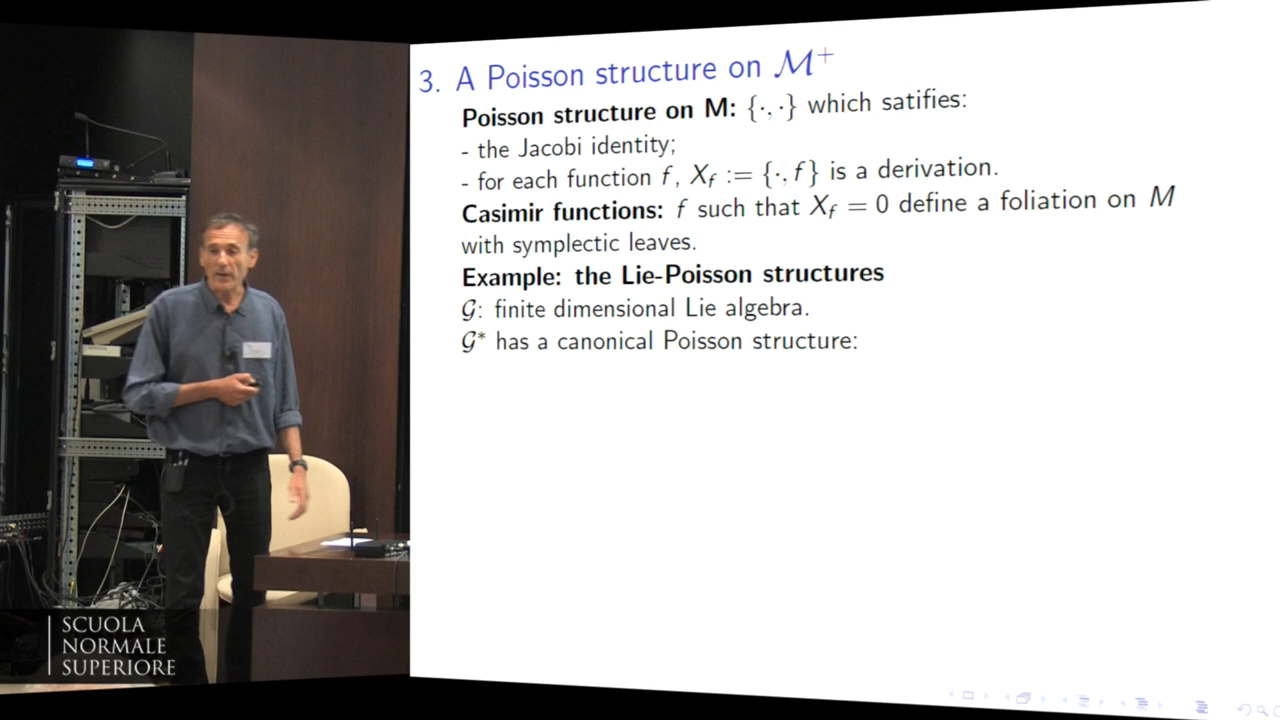 3. A Poisson structure on 𝓜⁺
Poisson structure on M: {·, ·} which satifies:
- the Jacobi identity;
- for each function f, X_f := {·, f} is a derivation.
Casimir functions: f such that X_f = 0 define a foliation on M
with symplectic leaves.
Example: the Lie-Poisson structures
𝒢: finite dimensional Lie algebra.
𝒢* has a canonical Poisson structure:
SCUOLA
NORMALE
SUPERIORE